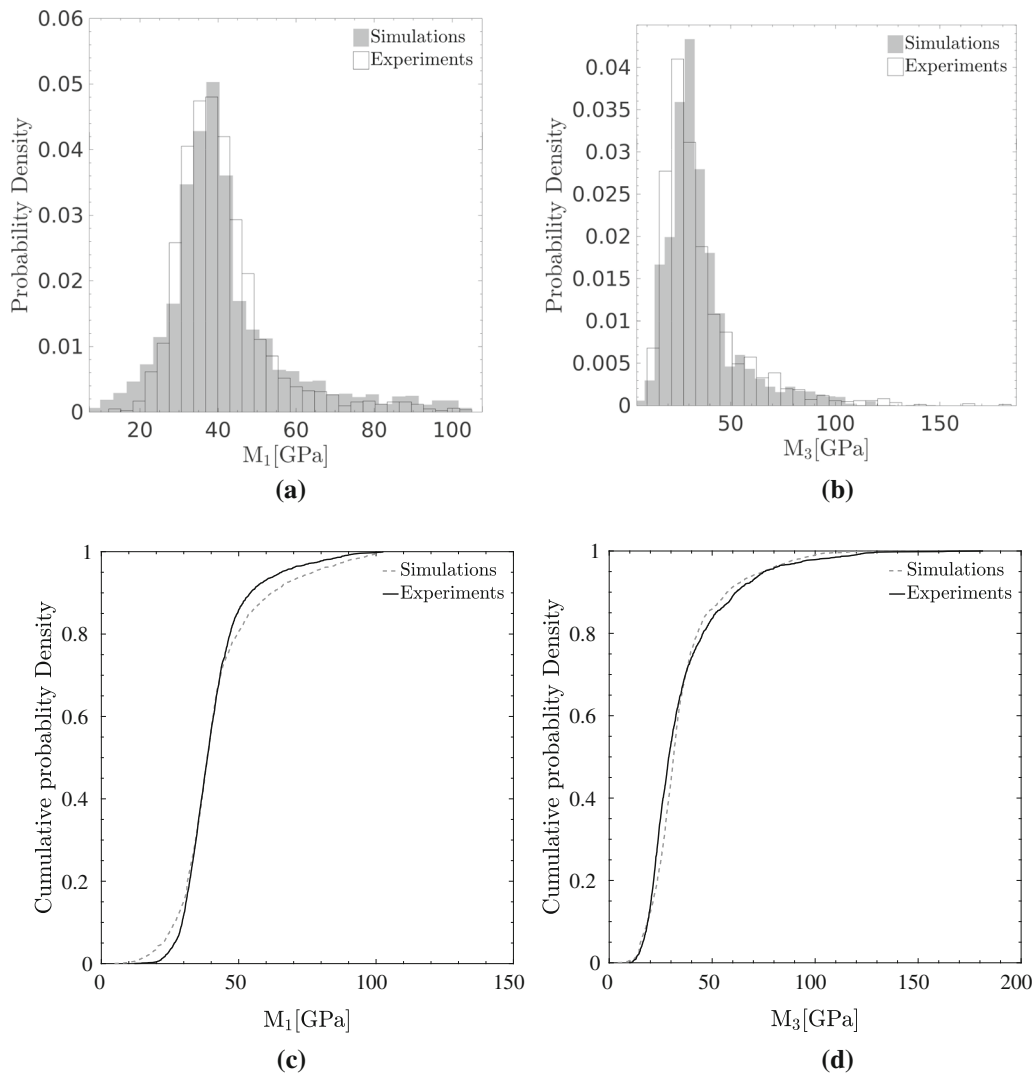 0.06
0.05
0.04
0.03
0.02
0.01
0
Probability Density
Simulations
Experiments
20 40 60 80 100
M1[GPa]
(a)
0.04
0.035
0.03
0.025
0.02
0.015
0.01
0.005
0
Probability Density
Simulations
Experiments
50 100 150
M3[GPa]
(b)
1
0.8
0.6
0.4
0.2
0
Cumulative probablity Density
Simulations
Experiments
0 50 100 150
M1[GPa]
(c)
1
0.8
0.6
0.4
0.2
0
Cumulative probablity Density
Simulations
Experiments
0 50 100 150 200
M3[GPa]
(d)